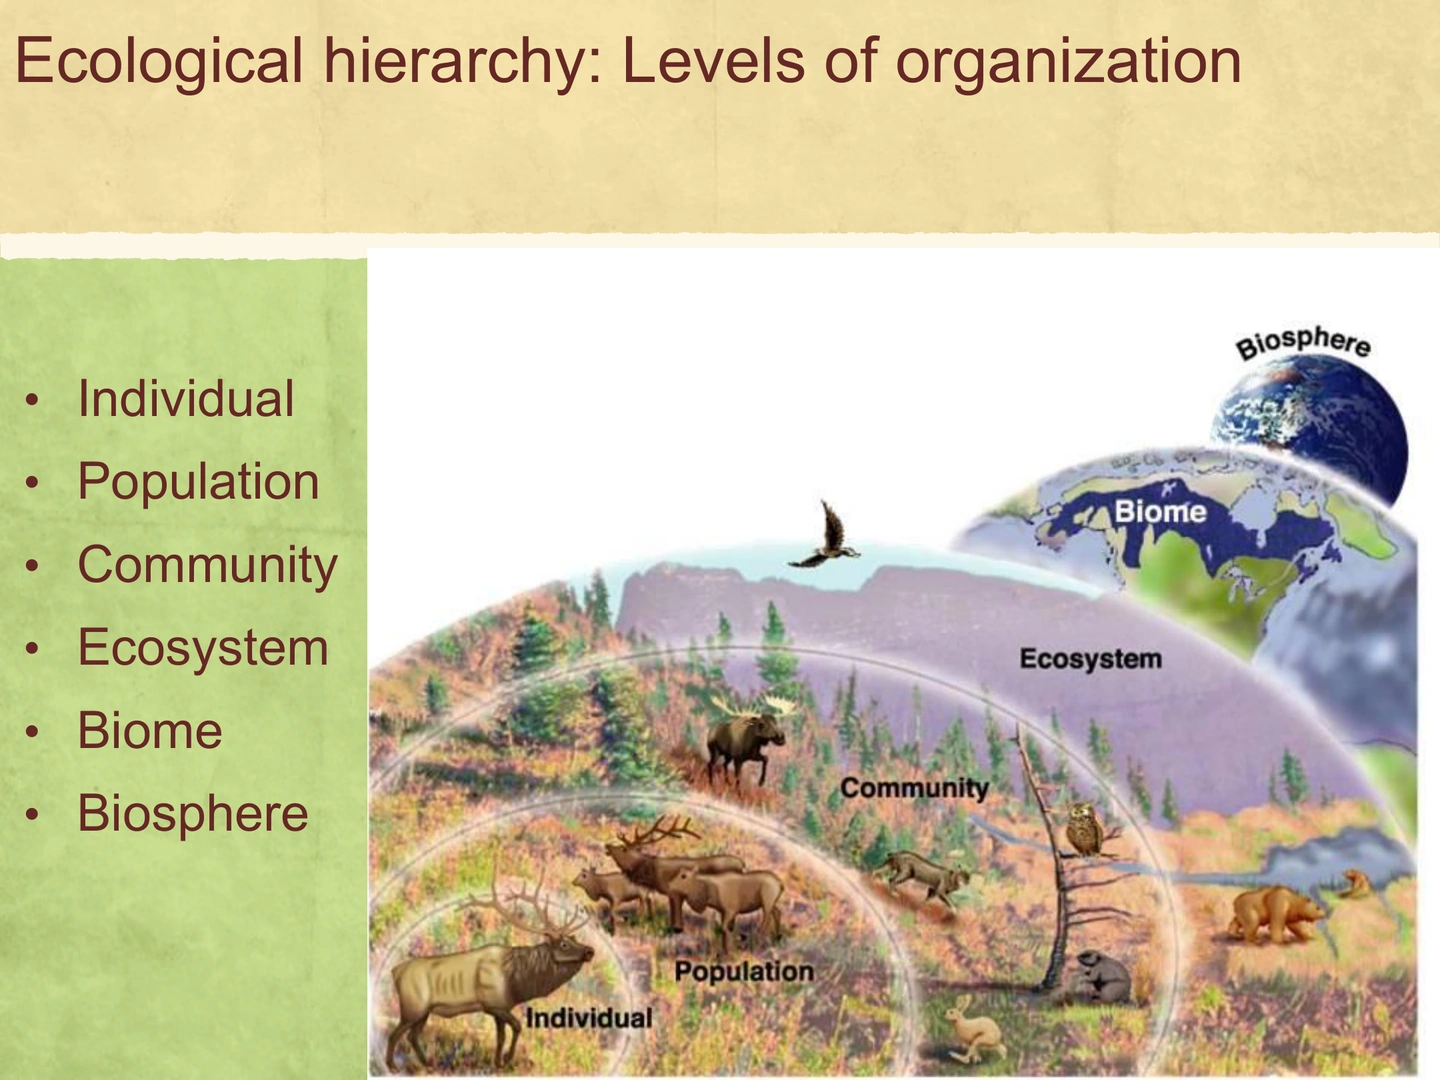 Ecological hierarchy: Levels of organization
• Individual
• Population
• Community
• Ecosystem
• Biome
• Biosphere
Biosphere
Biome
Ecosystem
Community
Population
Individual